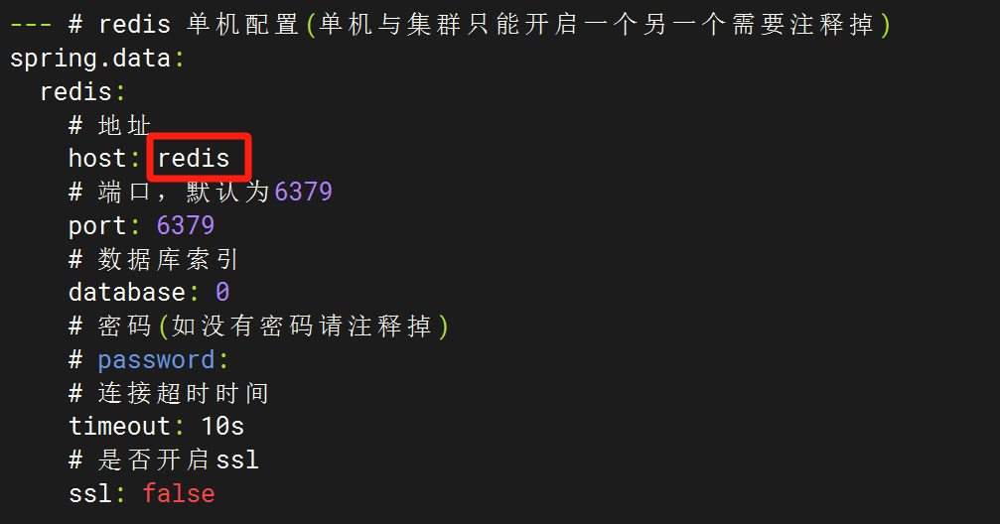 --- # redis 单机配置(单机与集群只能开启一个另一个需要注释掉)
spring.data:
  redis:
    # 地址
    host: redis
    # 端口，默认为6379
    port: 6379
    # 数据库索引
    database: 0
    # 密码(如没有密码请注释掉)
    # password:
    # 连接超时时间
    timeout: 10s
    # 是否开启ssl
    ssl: false